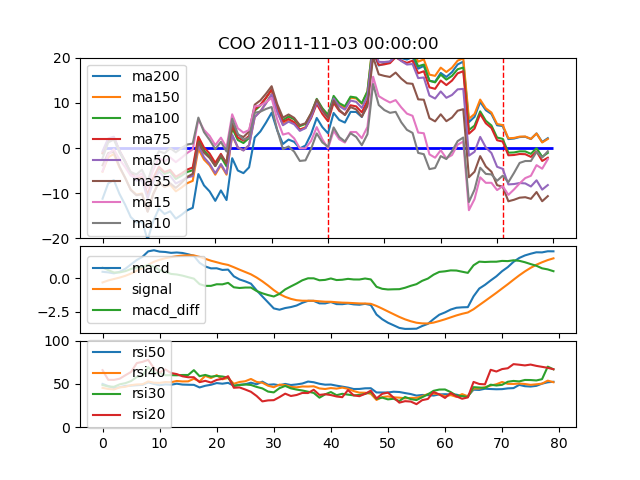 COO 2011-11-03 00:00:00
20
10
0
−10
−20
ma200
ma150
ma100
ma75
ma50
ma35
ma15
ma10
0.0
−2.5
macd
signal
macd_diff
100
50
0
rsi50
rsi40
rsi30
rsi20
0 10 20 30 40 50 60 70 80